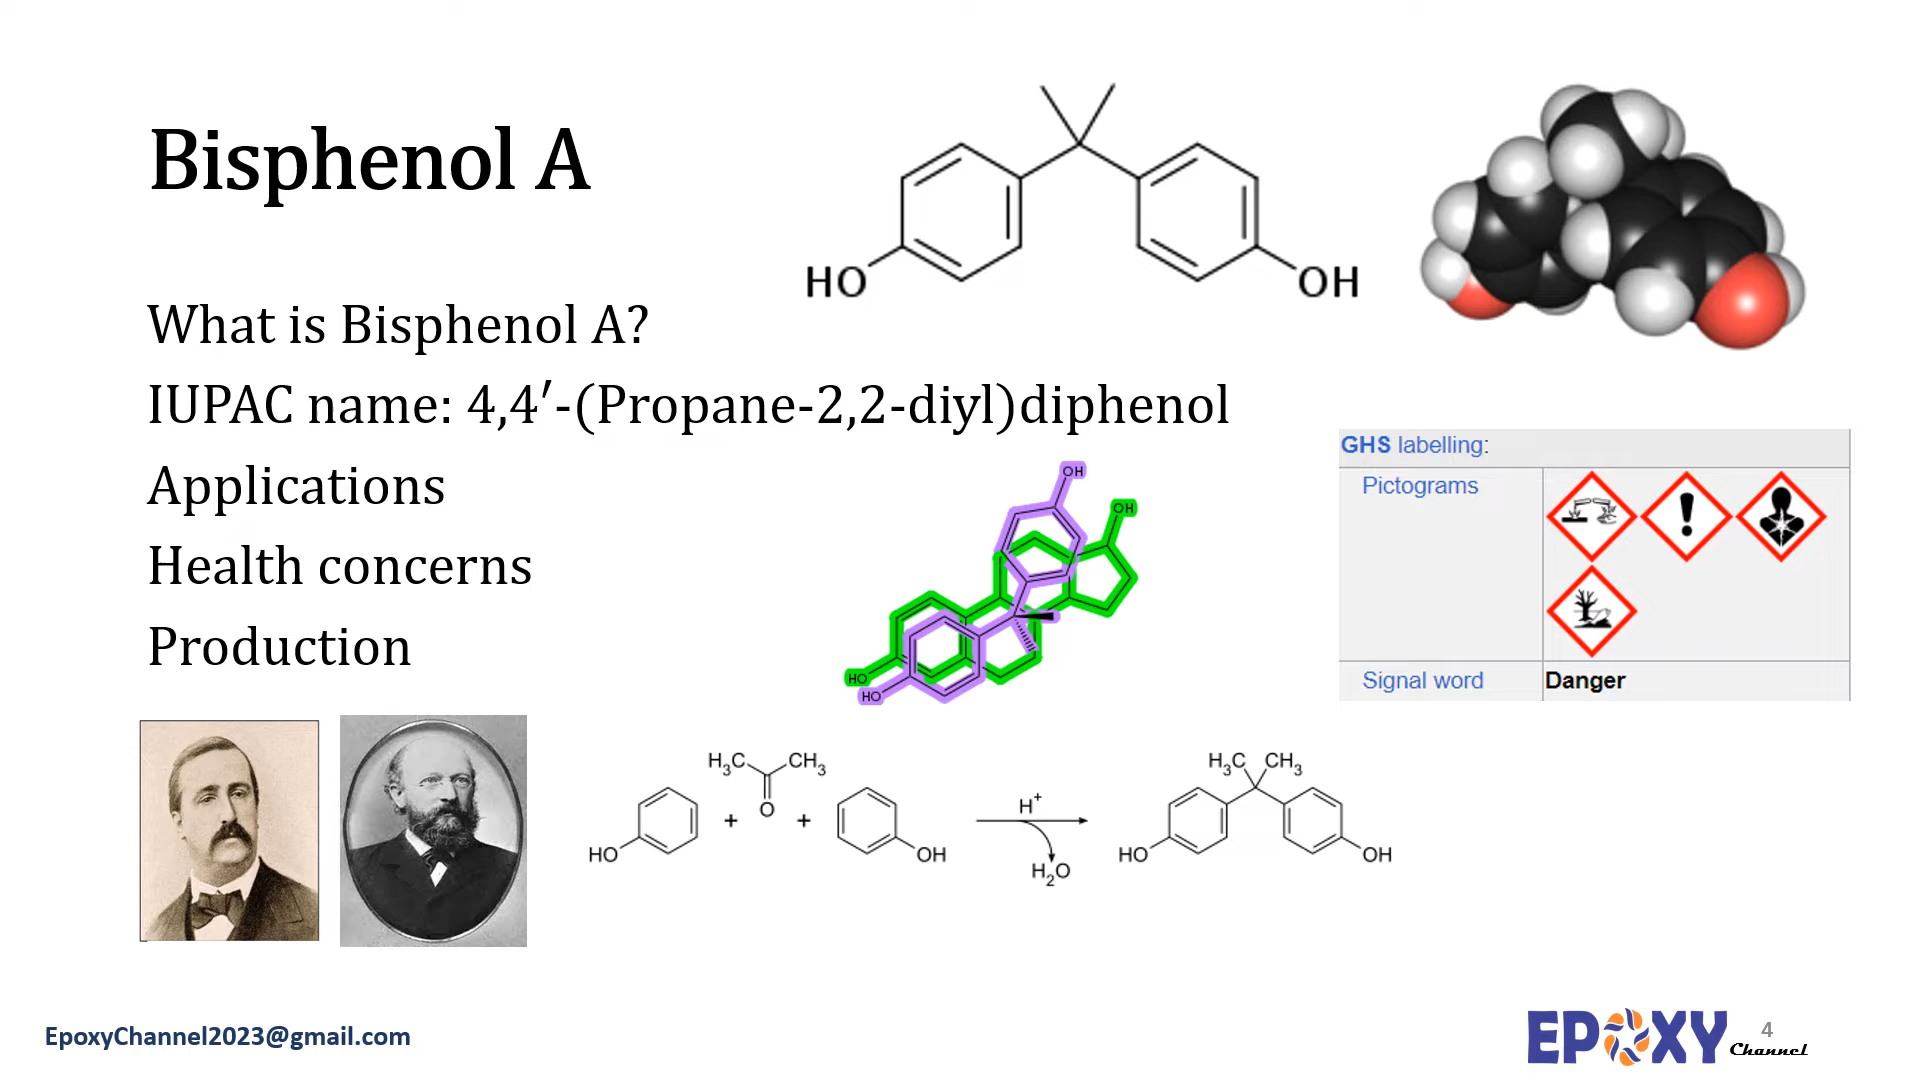 Bisphenol A
HO
OH
What is Bisphenol A?
IUPAC name: 4,4′-(Propane-2,2-diyl)diphenol
Applications
Health concerns
Production
OH
OH
HO
HO
GHS labelling:
Pictograms
Signal word Danger
H₃C CH₃
O
HO
+
+
OH
H⁺
H₂O
H₃C CH₃
HO
OH
EpoxyChannel2023@gmail.com
EPOXY
Channel
4